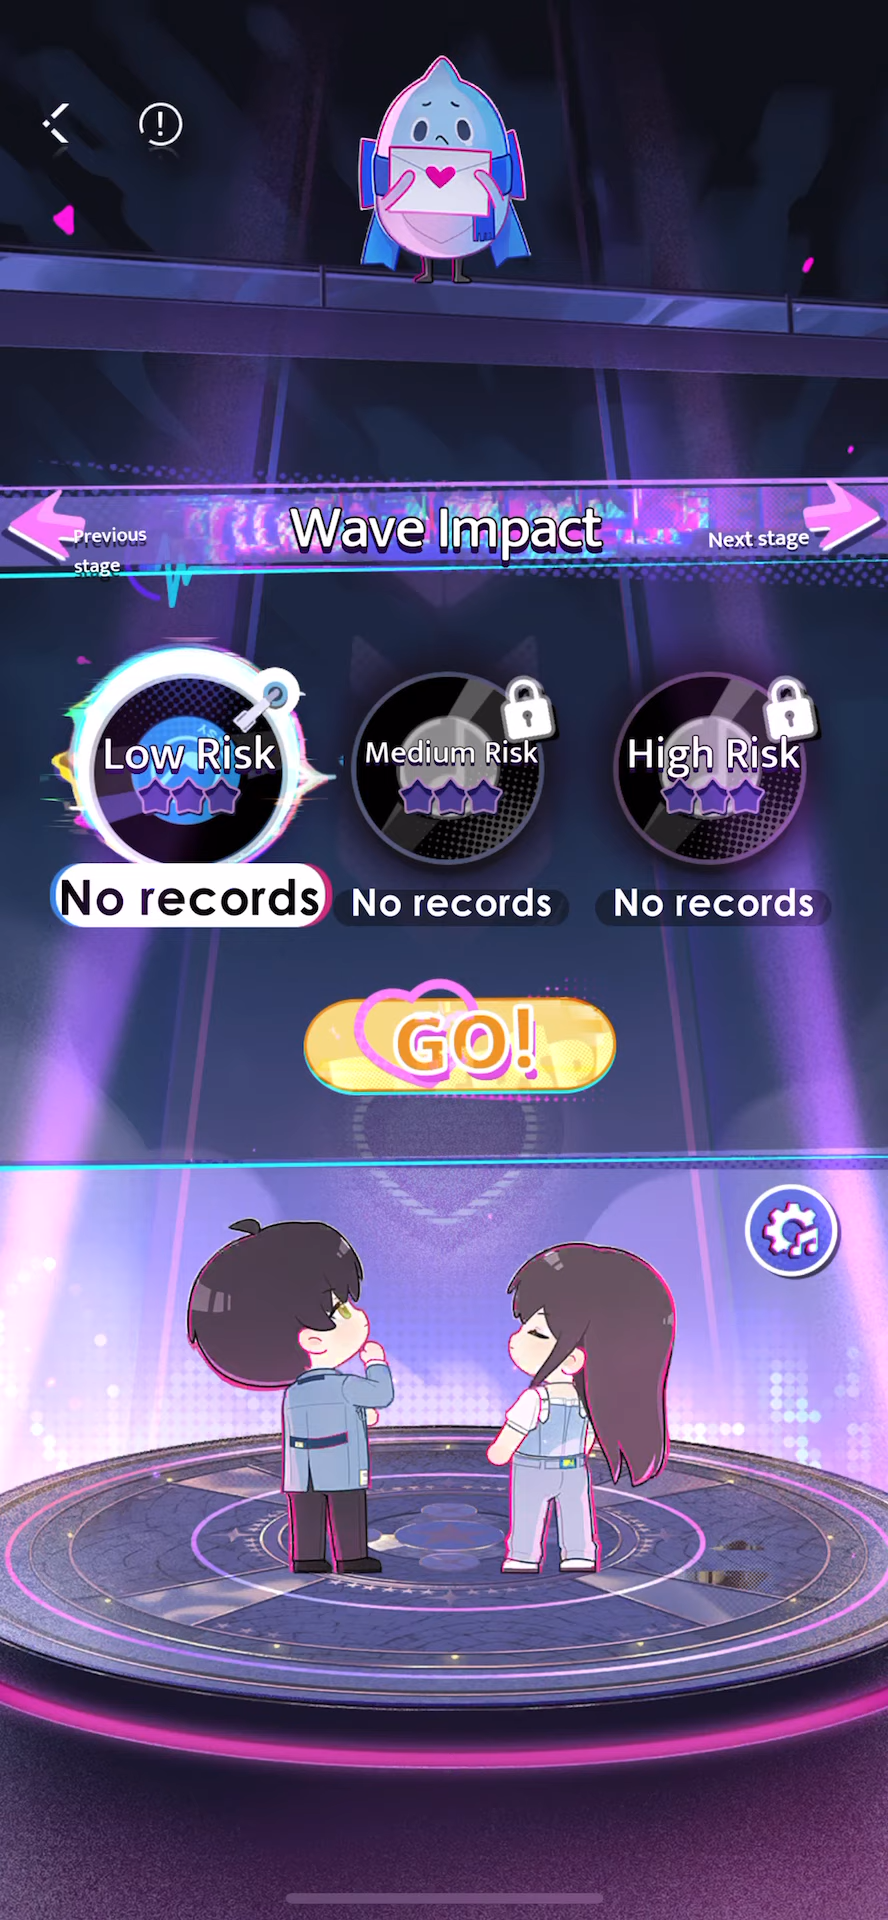 Wave Impact
Previous
stage
Next stage
Low Risk
Medium Risk
High Risk
No records
No records
No records
GO!